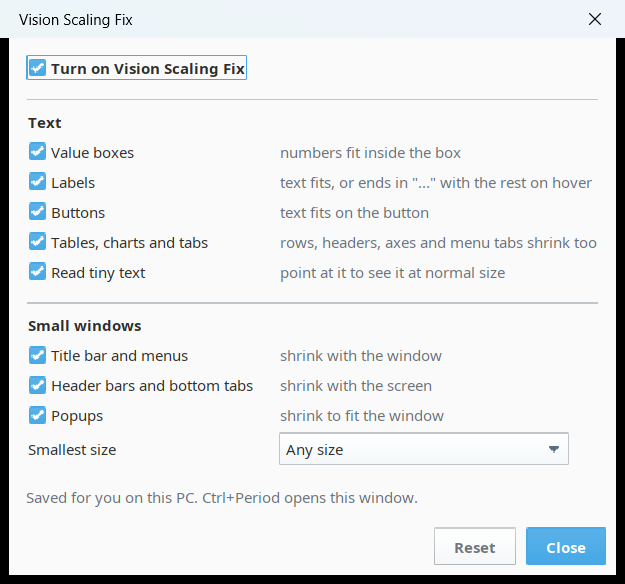 Vision Scaling Fix
Turn on Vision Scaling Fix
Text
Value boxes numbers fit inside the box
Labels text fits, or ends in "..." with the rest on hover
Buttons text fits on the button
Tables, charts and tabs rows, headers, axes and menu tabs shrink too
Read tiny text point at it to see it at normal size
Small windows
Title bar and menus shrink with the window
Header bars and bottom tabs shrink with the screen
Popups shrink to fit the window
Smallest size Any size
Saved for you on this PC. Ctrl+Period opens this window.
Reset Close